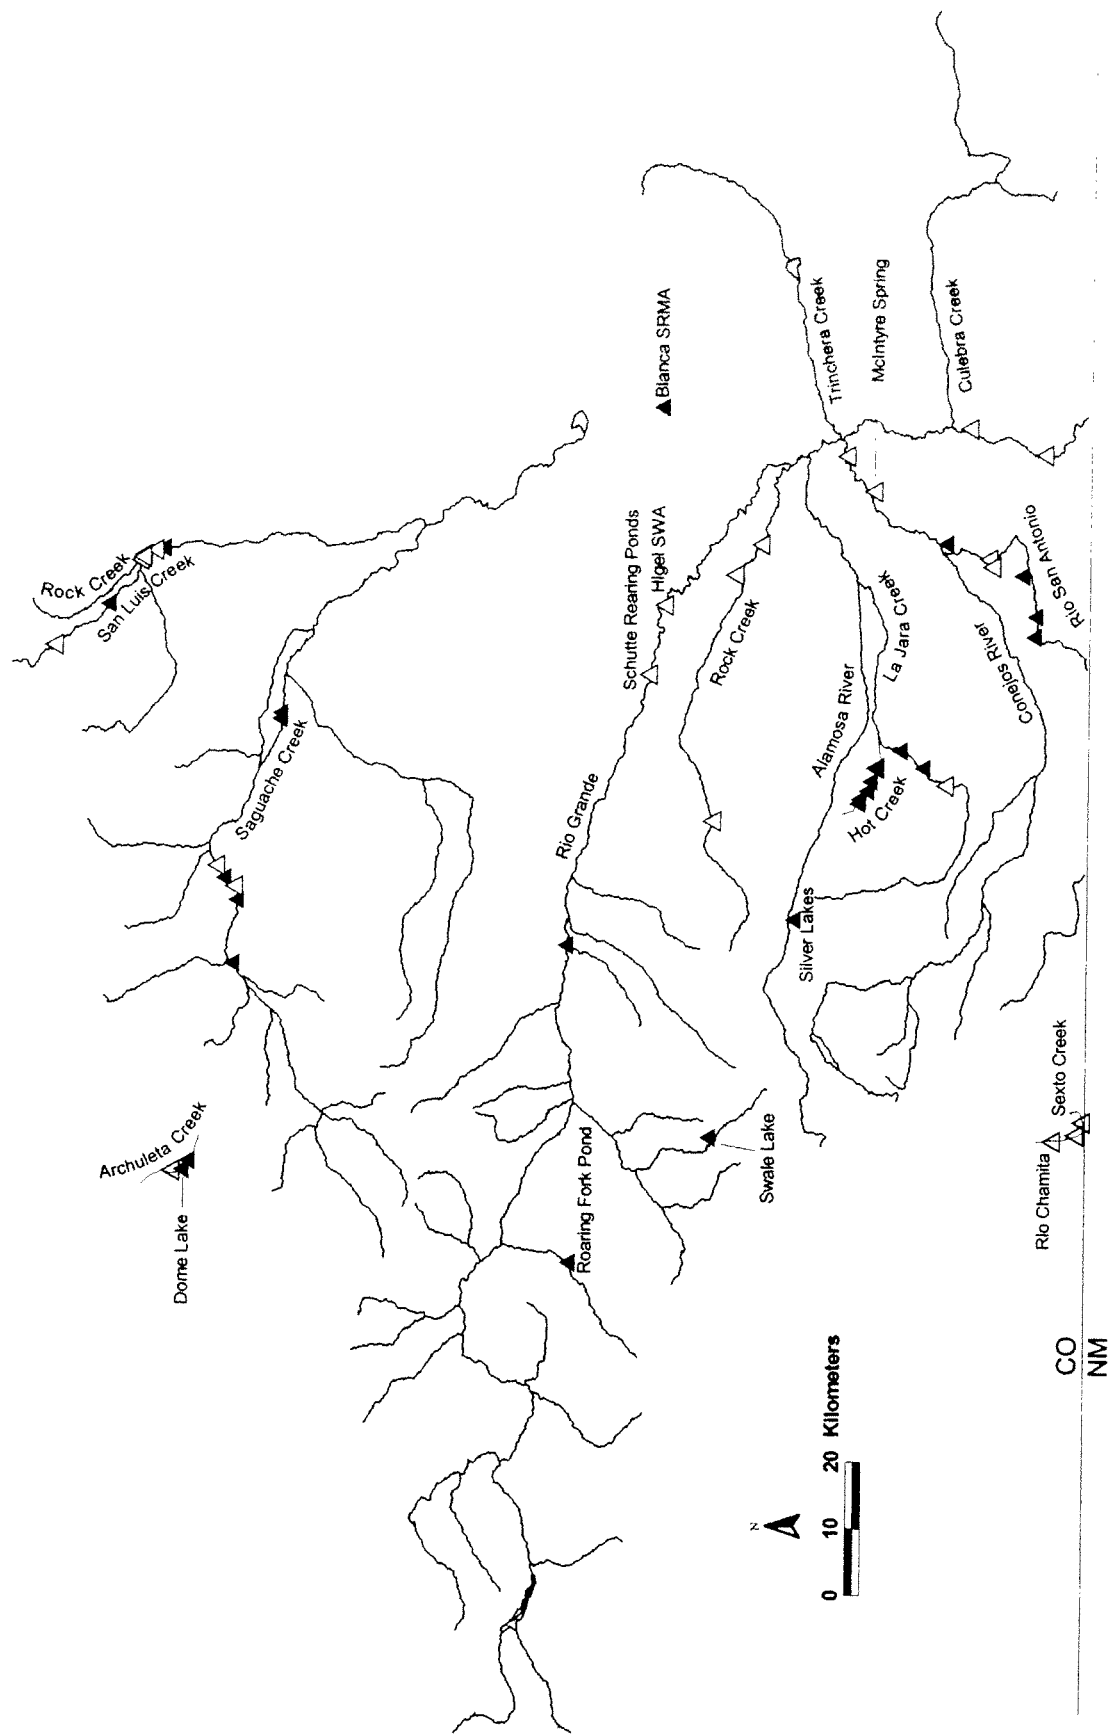 Rock Creek
San Luis Creek
Saguache Creek
Archuleta Creek
Dome Lake
Blanca SRMA
Schutte Rearing Ponds
Higel SWA
Rock Creek
Rio Grande
Trinchera Creek
McIntyre Spring
Culebra Creek
La Jara Creek
Alamosa River
Hot Creek
Conejos River
Rio San Antonio
Silver Lakes
Roaring Fork Pond
Swale Lake
Rio Chamita
Sexto Creek
N
0 10 20 Kilometers
CO
NM